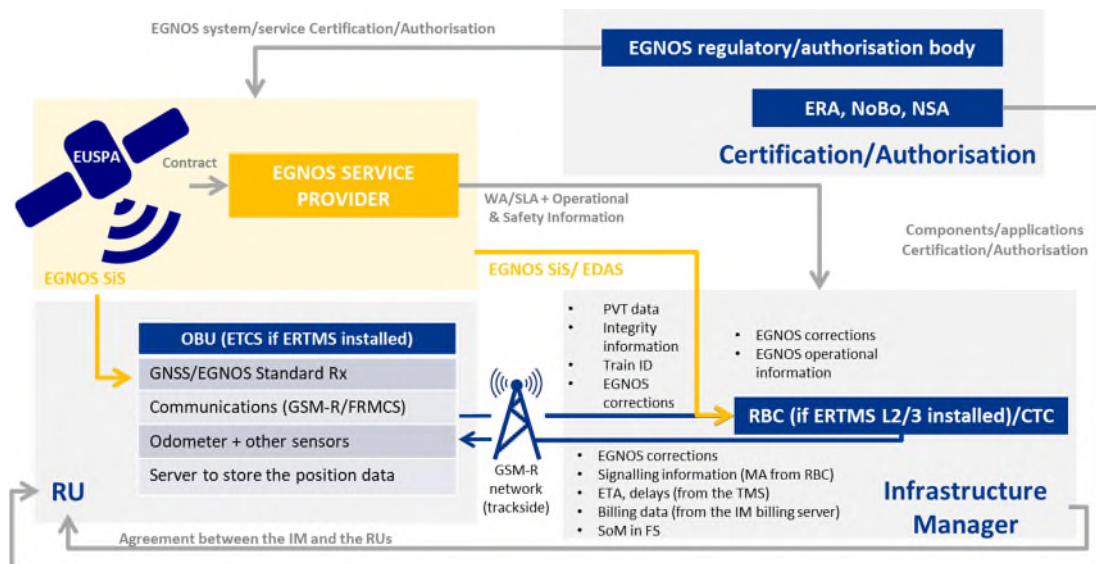 EGNOS system/service Certification/Authorisation
EGNOS regulatory/authorisation body
ERA, NoBo, NSA
Certification/Authorisation
EUSPA
Contract
EGNOS SERVICE
PROVIDER
WA/SLA + Operational
& Safety Information
Components/applications
Certification/Authorisation
EGNOS SiS
EGNOS SiS/ EDAS
OBU (ETCS if ERTMS installed)
GNSS/EGNOS Standard Rx
Communications (GSM-R/FRMCS)
Odometer + other sensors
Server to store the position data
RU
GSM-R
network
(trackside)
• PVT data
• Integrity
information
• Train ID
• EGNOS
corrections
• EGNOS corrections
• EGNOS operational
information
RBC (if ERTMS L2/3 installed)/CTC
• EGNOS corrections
• Signalling information (MA from RBC)
• ETA, delays (from the TMS)
• Billing data (from the IM billing server)
• SoM in FS
Infrastructure
Manager
Agreement between the IM and the RUs